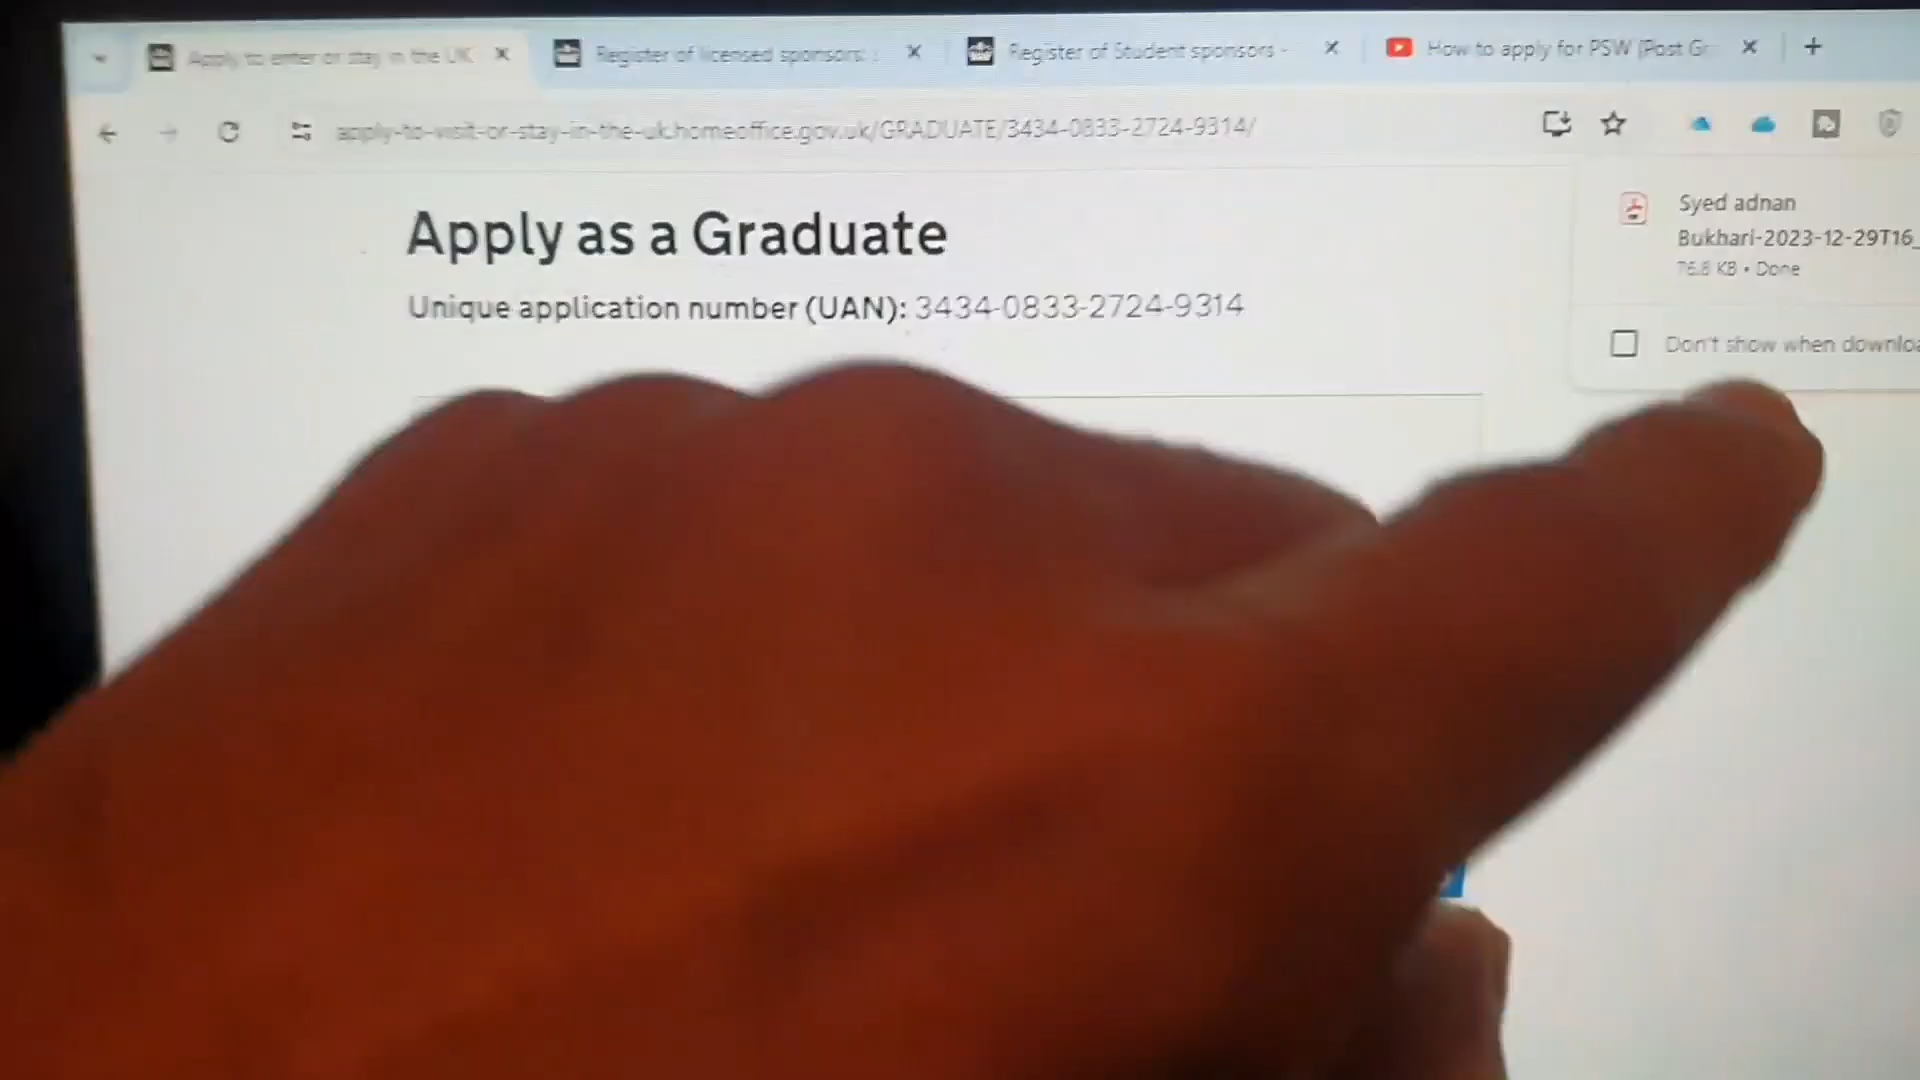 Apply to enter or stay in the UK
Register of licensed sponsors:
Register of Student sponsors -
How to apply for PSW (Post Gr
apply-to-visit-or-stay-in-the-uk.homeoffice.gov.uk/GRADUATE/3434-0833-2724-9314/
Apply as a Graduate
Unique application number (UAN): 3434-0833-2724-9314
Syed adnan
Bukhari-2023-12-29T16_
76.8 KB • Done
Don't show when downloa